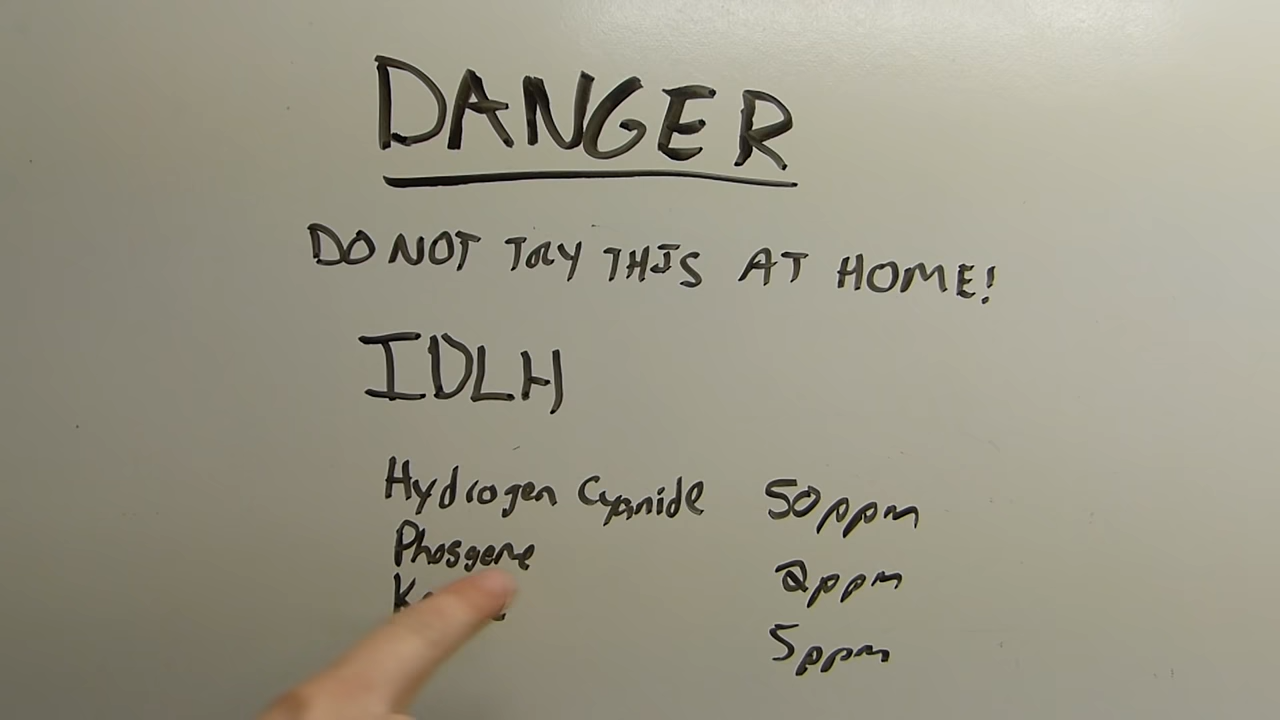 DANGER
DO NOT TRY THIS AT HOME!
IDLH
Hydrogen Cyanide 50ppm
Phosgene 2ppm
5ppm